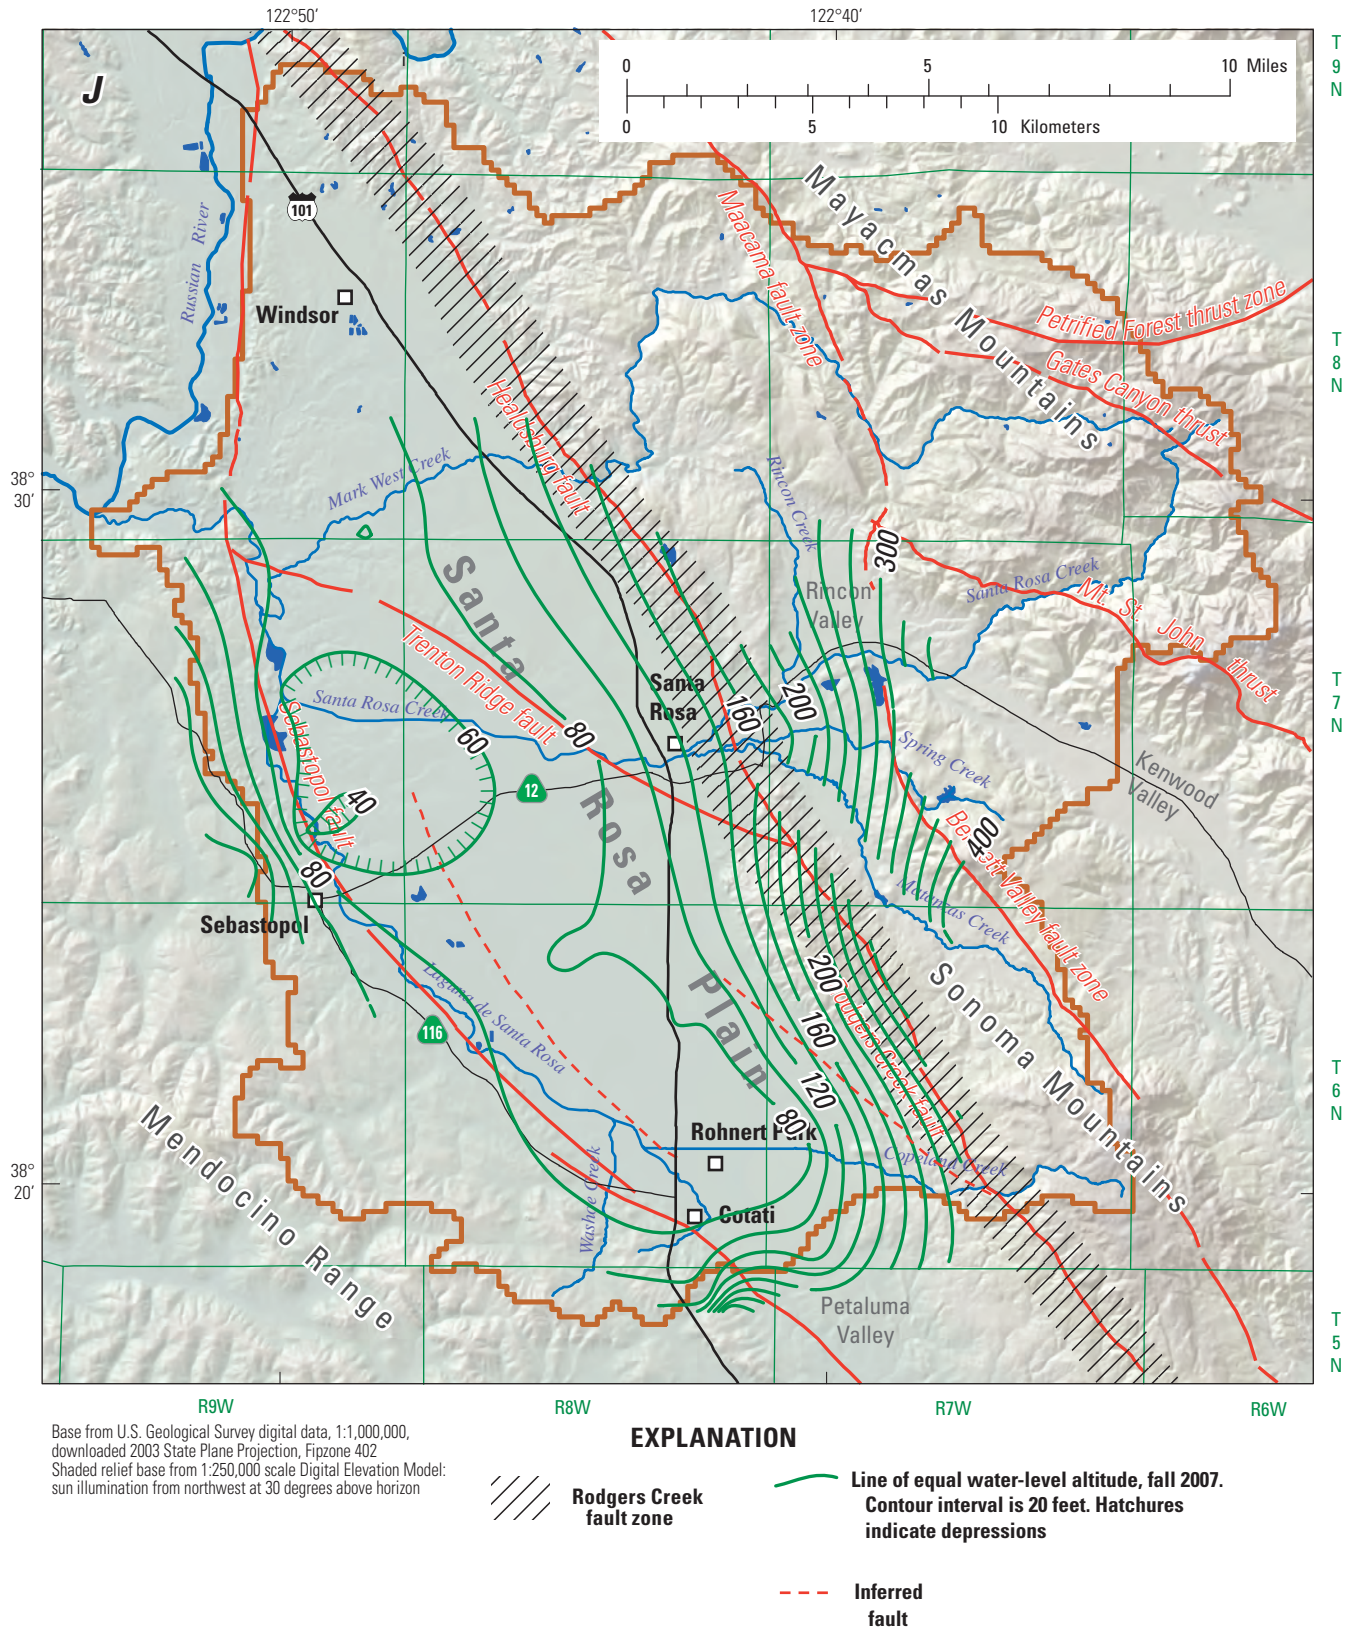 122°50′
122°40′
T
9
N
J
0
5
10 Miles
0
5
10 Kilometers
101
Russian River
Windsor
Maacama fault zone
Mayacmas
Mountains
Petrified Forest thrust zone
Gates Canyon thrust
T
8
N
Healdsburg fault
Mark West Creek
Rincon Creek
38°
30′
300
Santa Rosa Creek
Rincon
Valley
Mt. St. John thrust
Santa
Rosa
Plain
Trenton Ridge fault
Santa
Rosa
Santa Rosa Creek
Sebastopol fault
60
80
160
200
T
7
N
Spring Creek
Kenwood
Valley
12
40
400
Bennett Valley fault zone
80
Sebastopol
Matanzas Creek
Laguna de Santa Rosa
116
200
160
120
80
Rodgers Creek fault
Sonoma Mountains
T
6
N
Mendocino Range
Rohnert Park
Copeland Creek
38°
20′
Washoe Creek
Cotati
Petaluma
Valley
T
5
N
R9W
R8W
R7W
R6W
Base from U.S. Geological Survey digital data, 1:1,000,000,
downloaded 2003 State Plane Projection, Fipzone 402
Shaded relief base from 1:250,000 scale Digital Elevation Model:
sun illumination from northwest at 30 degrees above horizon
EXPLANATION
Rodgers Creek
fault zone
Line of equal water-level altitude, fall 2007.
Contour interval is 20 feet. Hatchures
indicate depressions
Inferred
fault